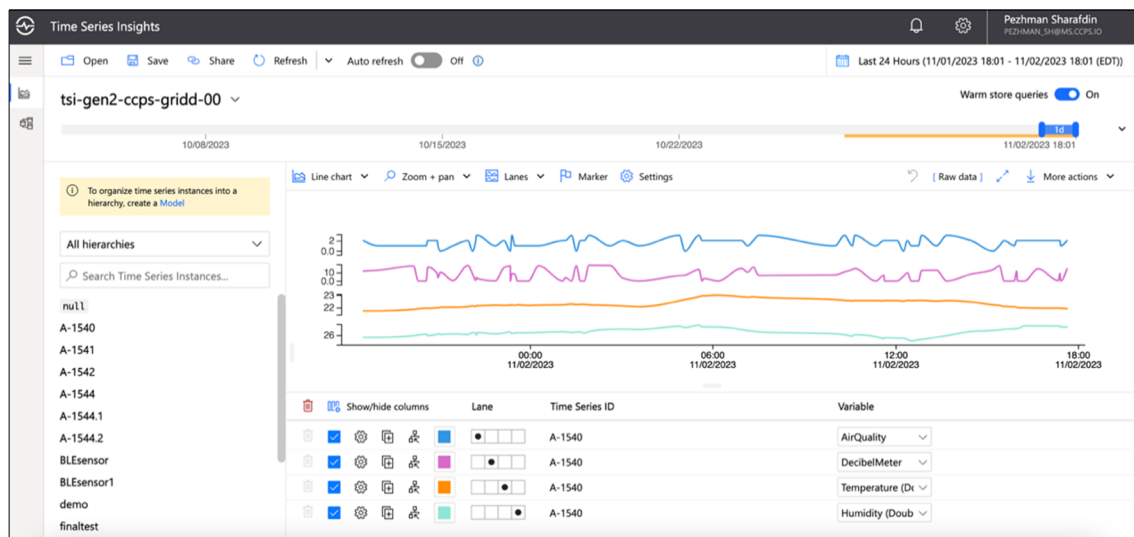 Time Series Insights
Pezhman Sharafdin
PEZHMAN_SH@MS.CCPS.IO
Open Save Share Refresh Auto refresh Off Last 24 Hours (11/01/2023 18:01 - 11/02/2023 18:01 (EDT))
tsi-gen2-ccps-gridd-00 Warm store queries On
1d
10/08/2023 10/15/2023 10/22/2023 11/02/2023 18:01
Line chart Zoom + pan Lanes Marker Settings [ Raw data ] More actions
To organize time series instances into a
hierarchy, create a Model
All hierarchies
Search Time Series Instances...
null
A-1540
A-1541
A-1542
A-1544
A-1544.1
A-1544.2
BLEsensor
BLEsensor1
demo
finaltest
2
0.0
10
0.0
23
22
26
00:00 06:00 12:00 18:00
11/02/2023 11/02/2023 11/02/2023 11/02/2023
Show/hide columns Lane Time Series ID Variable
A-1540 AirQuality
A-1540 DecibelMeter
A-1540 Temperature (Dc
A-1540 Humidity (Doub